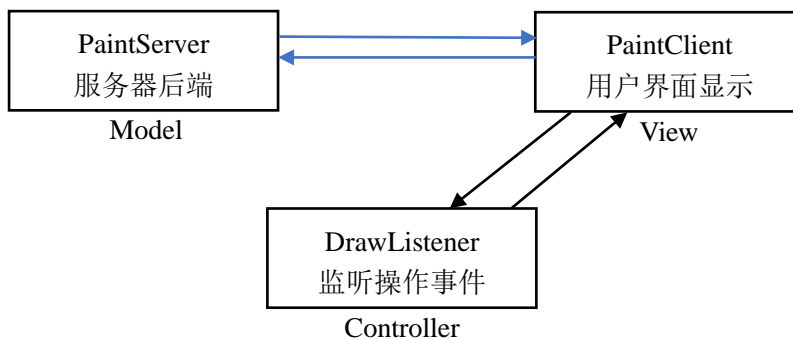 PaintServer
服务器后端
Model
PaintClient
用户界面显示
View
DrawListener
监听操作事件
Controller